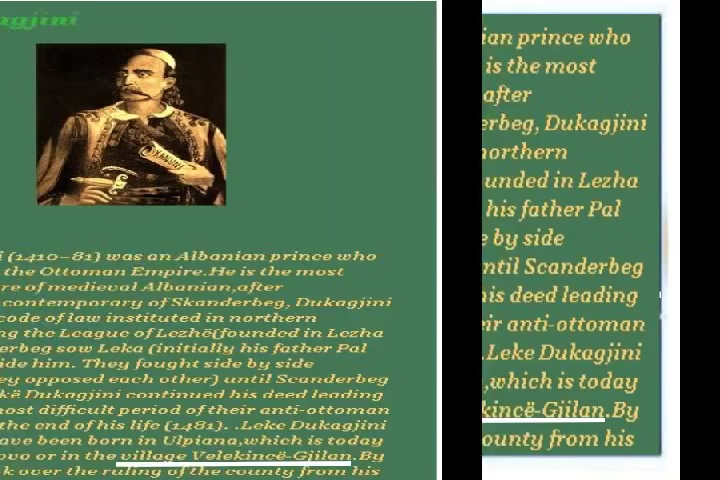 agjini
KANUNI
i (1410–81) was an Albanian prince who
the Ottoman Empire.He is the most
re of medieval Albanian,after
contemporary of Skanderbeg, Dukagjini
code of law instituted in northern
ng the League of Lezhë(founded in Lezha
erbeg sow Leka (initially his father Pal
ide him. They fought side by side
ey opposed each other) until Scanderbeg
kë Dukagjini continued his deed leading
most difficult period of their anti-ottoman
the end of his life (1481). .Leke Dukagjini
ave been born in Ulpiana,which is today
ovo or in the village Velekincë-Gjilan.By
k over the ruling of the county from his
ian prince who
is the most
after
erbeg, Dukagjini
northern
unded in Lezha
his father Pal
e by side
ntil Scanderbeg
his deed leading
eir anti-ottoman
.Leke Dukagjini
,which is today
kincë-Gjilan.By
ounty from his